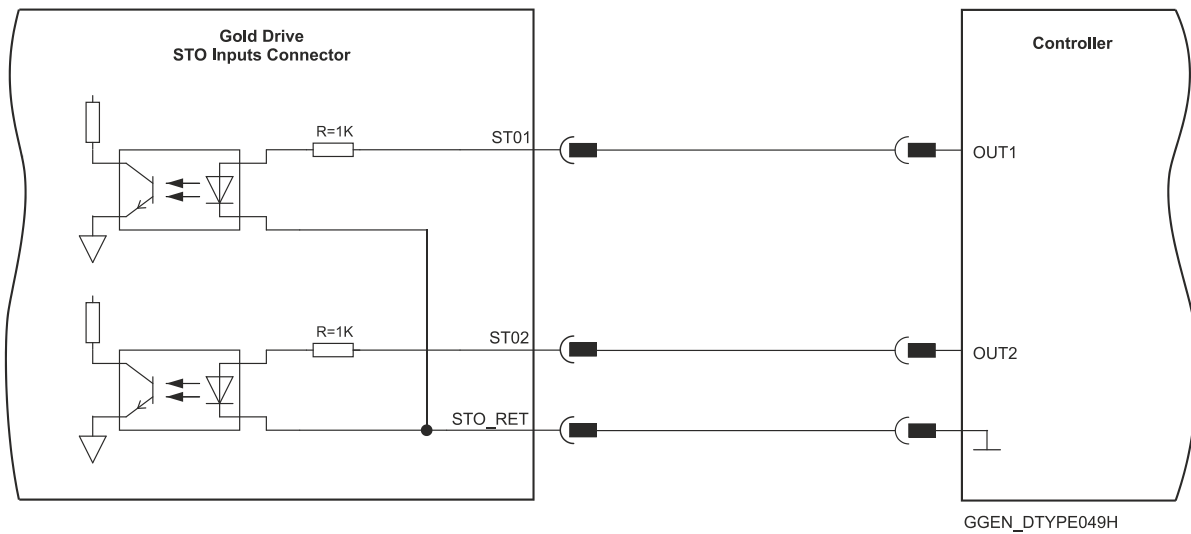 Gold Drive
STO Inputs Connector
Controller
R=1K
ST01
OUT1
R=1K
ST02
OUT2
STO_RET
GGEN_DTYPE049H